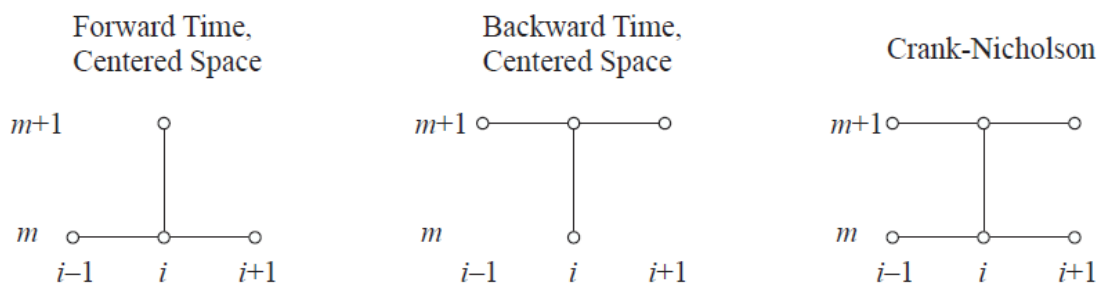 Forward Time,
Centered Space
m+1
m
i–1 i i+1
Backward Time,
Centered Space
m+1
m
i–1 i i+1
Crank-Nicholson
m+1
m
i–1 i i+1